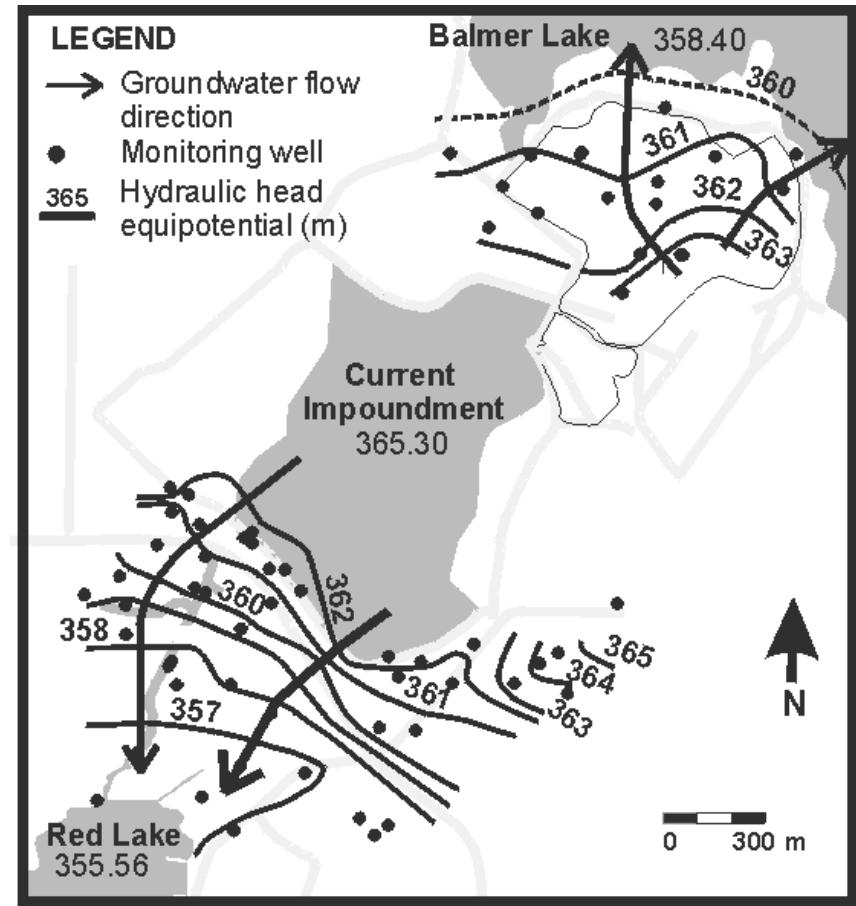 LEGEND
Groundwater flow
direction
Monitoring well
365 Hydraulic head
equipotential (m)
Balmer Lake 358.40
360
361
362
363
Current
Impoundment
365.30
362
360
358
361
365
364
363
357
N
Red Lake
355.56
0 300 m